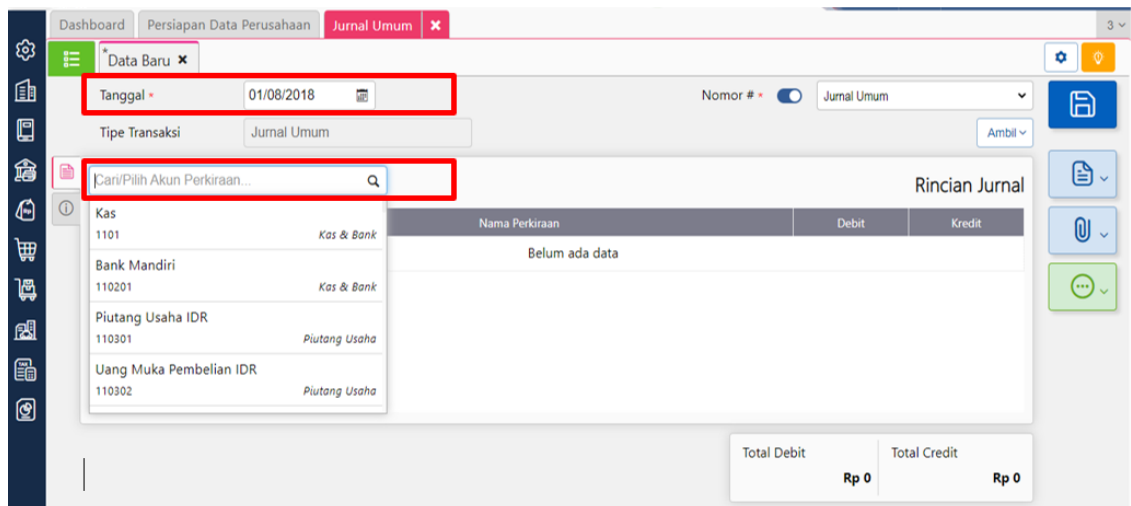 Dashboard Persiapan Data Perusahaan Jurnal Umum × 3
* Data Baru ×
Tanggal * 01/08/2018 Nomor # * Jurnal Umum
Tipe Transaksi Jurnal Umum Ambil
Cari/Pilih Akun Perkiraan... Rincian Jurnal
Nama Perkiraan Debit Kredit
Belum ada data
Kas
1101 Kas & Bank
Bank Mandiri
110201 Kas & Bank
Piutang Usaha IDR
110301 Piutang Usaha
Uang Muka Pembelian IDR
110302 Piutang Usaha
Total Debit Total Credit
Rp 0 Rp 0